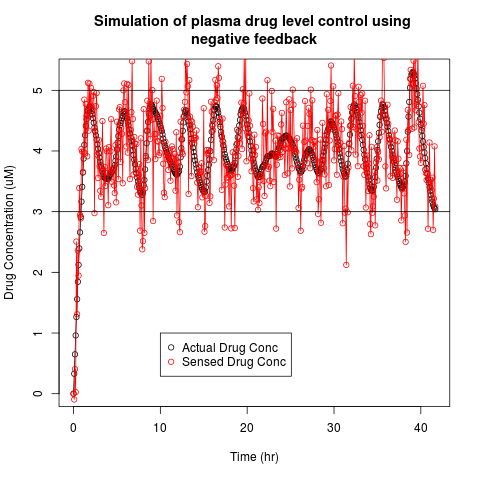 Simulation of plasma drug level control using
negative feedback
Drug Concentration (uM)
5
4
3
2
1
0
Actual Drug Conc
Sensed Drug Conc
0 10 20 30 40
Time (hr)